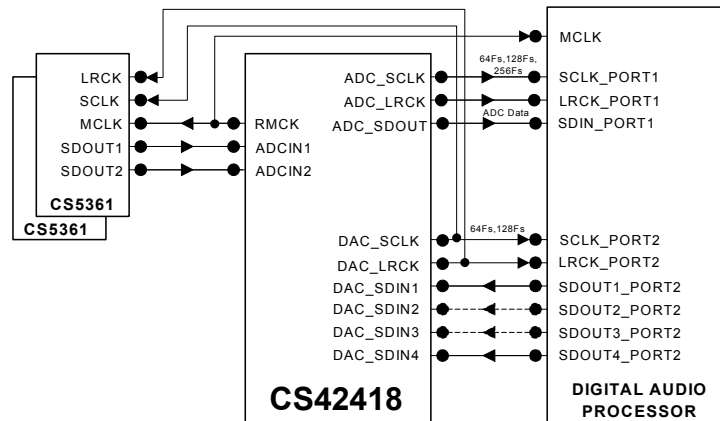 LRCK
SCLK
MCLK
SDOUT1
SDOUT2
CS5361
CS5361
RMCK
ADCIN1
ADCIN2
ADC_SCLK
ADC_LRCK
ADC_SDOUT
DAC_SCLK
DAC_LRCK
DAC_SDIN1
DAC_SDIN2
DAC_SDIN3
DAC_SDIN4
CS42418
64Fs,128Fs,
256Fs
ADC Data
64Fs,128Fs
MCLK
SCLK_PORT1
LRCK_PORT1
SDIN_PORT1
SCLK_PORT2
LRCK_PORT2
SDOUT1_PORT2
SDOUT2_PORT2
SDOUT3_PORT2
SDOUT4_PORT2
DIGITAL AUDIO
PROCESSOR